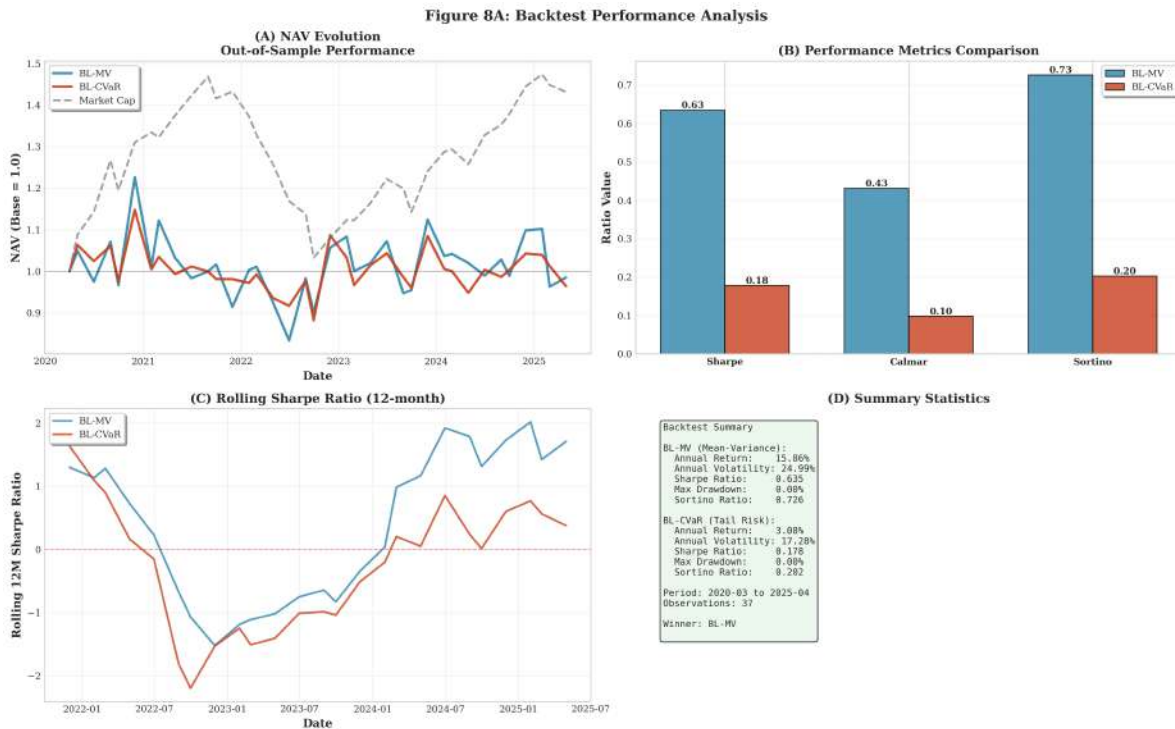 Figure 8A: Backtest Performance Analysis
(A) NAV Evolution
Out-of-Sample Performance
BL-MV
BL-CVaR
Market Cap
NAV (Base = 1.0)
1.5
1.4
1.3
1.2
1.1
1.0
0.9
2020
2021
2022
2023
2024
2025
Date
(B) Performance Metrics Comparison
BL-MV
BL-CVaR
Ratio Value
0.7
0.6
0.5
0.4
0.3
0.2
0.1
0.0
0.63
0.18
0.43
0.10
0.73
0.20
Sharpe
Calmar
Sortino
(C) Rolling Sharpe Ratio (12-month)
BL-MV
BL-CVaR
Rolling 12M Sharpe Ratio
2
1
0
−1
−2
2022-01
2022-07
2023-01
2023-07
2024-01
2024-07
2025-01
2025-07
Date
(D) Summary Statistics
Backtest Summary
BL-MV (Mean-Variance):
Annual Return: 15.86%
Annual Volatility: 24.99%
Sharpe Ratio: 0.635
Max Drawdown: 0.00%
Sortino Ratio: 0.726
BL-CVaR (Tail Risk):
Annual Return: 3.08%
Annual Volatility: 17.28%
Sharpe Ratio: 0.178
Max Drawdown: 0.00%
Sortino Ratio: 0.202
Period: 2020-03 to 2025-04
Observations: 37
Winner: BL-MV